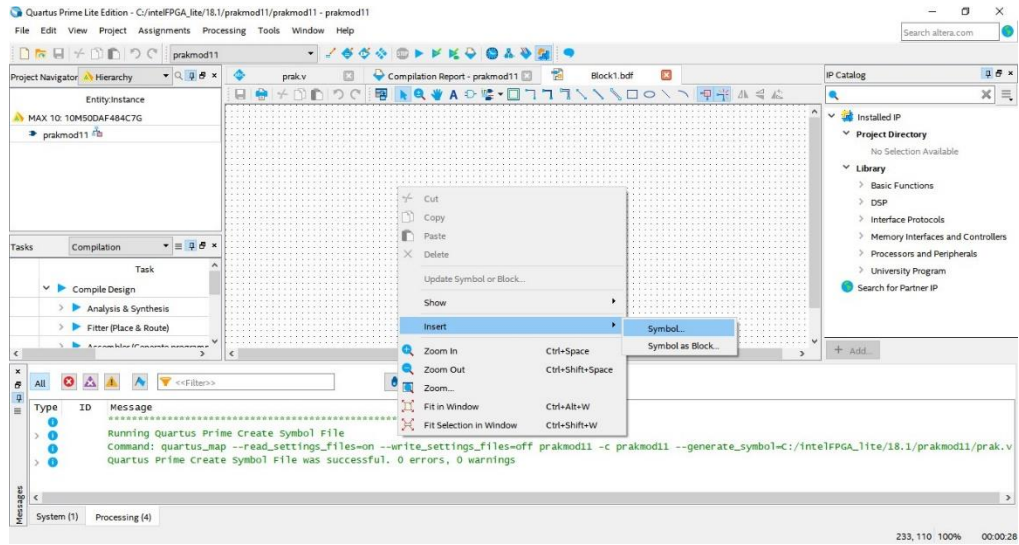 Quartus Prime Lite Edition - C:/intelFPGA_lite/18.1/prakmod11/prakmod11 - prakmod11
File Edit View Project Assignments Processing Tools Window Help
Search altera.com
prakmod11
Project Navigator Hierarchy
prak.v
Compilation Report - prakmod11
Block1.bdf
IP Catalog
Entity:Instance
MAX 10: 10M50DAF484C7G
prakmod11
Installed IP
Project Directory
No Selection Available
Library
Basic Functions
DSP
Interface Protocols
Memory Interfaces and Controllers
Processors and Peripherals
University Program
Search for Partner IP
+ Add...
Tasks Compilation
Task
Compile Design
Analysis & Synthesis
Fitter (Place & Route)
Assembler (Generate programs
Cut
Copy
Paste
Delete
Update Symbol or Block...
Show
Insert
Symbol...
Symbol as Block...
Zoom In Ctrl+Space
Zoom Out Ctrl+Shift+Space
Zoom...
Fit in Window Ctrl+Alt+W
Fit Selection in Window Ctrl+Shift+W
All
<<Filter>>
Type ID Message
Running Quartus Prime Create Symbol File
Command: quartus_map --read_settings_files=on --write_settings_files=off prakmod11 -c prakmod11 --generate_symbol=C:/intelFPGA_lite/18.1/prakmod11/prak.v
Quartus Prime Create Symbol File was successful. 0 errors, 0 warnings
Messages
System (1) Processing (4)
233, 110 100% 00:00:28